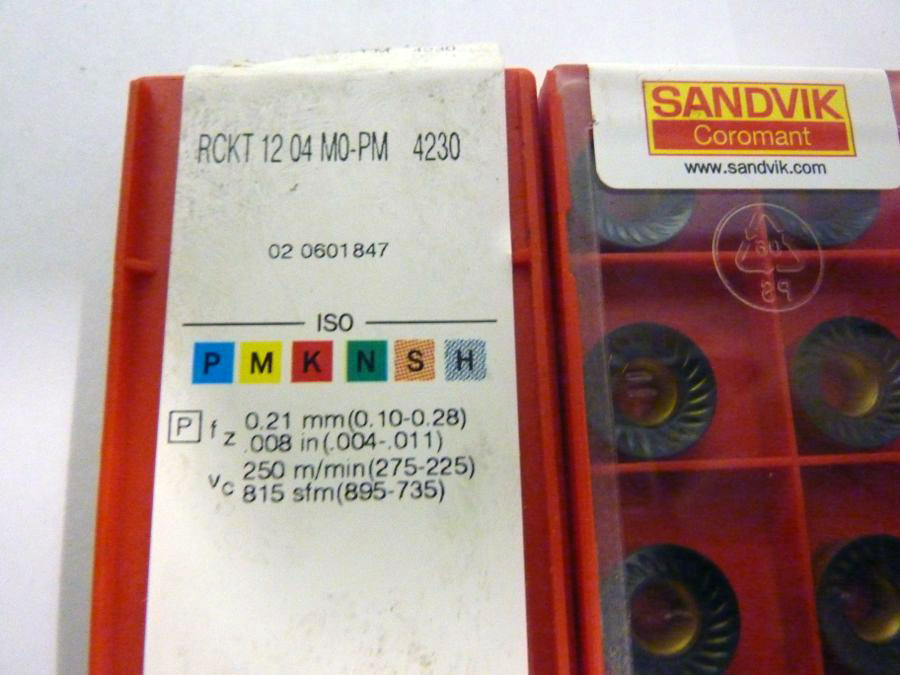 RCKT 12 04 M0-PM 4230
02 0601847
ISO
P M K N S H
P fz 0.21 mm(0.10-0.28)
.008 in(.004-.011)
vc 250 m/min(275-225)
815 sfm(895-735)
SANDVIK
Coromant
www.sandvik.com